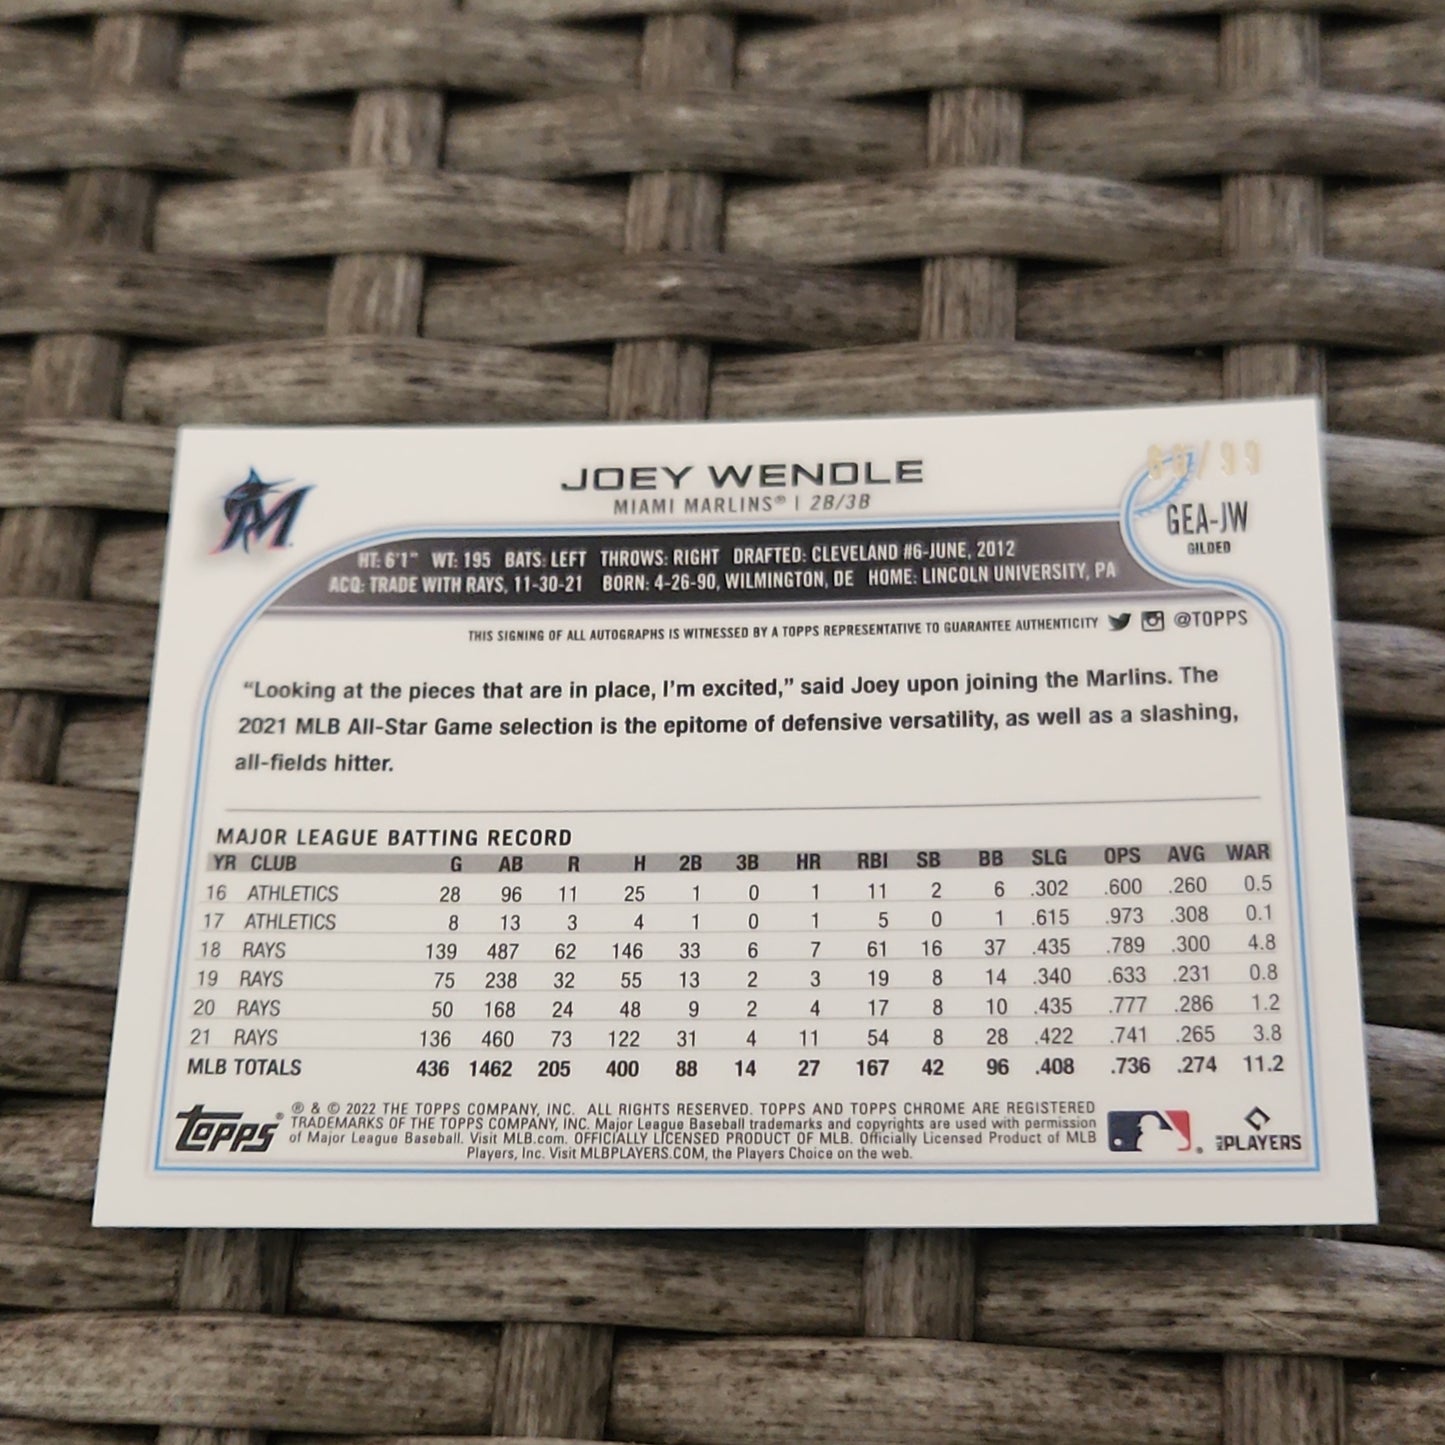 JOEY WENDLE
MIAMI MARLINS® | 2B/3B
/99
GEA-JW
GILDED
HT: 6'1" WT: 195 BATS: LEFT THROWS: RIGHT DRAFTED: CLEVELAND #6-JUNE, 2012
ACQ: TRADE WITH RAYS, 11-30-21 BORN: 4-26-90, WILMINGTON, DE HOME: LINCOLN UNIVERSITY, PA
THIS SIGNING OF ALL AUTOGRAPHS IS WITNESSED BY A TOPPS REPRESENTATIVE TO GUARANTEE AUTHENTICITY @TOPPS
“Looking at the pieces that are in place, I’m excited,” said Joey upon joining the Marlins. The
2021 MLB All-Star Game selection is the epitome of defensive versatility, as well as a slashing,
all-fields hitter.
MAJOR LEAGUE BATTING RECORD
YR CLUB G AB R H 2B 3B HR RBI SB BB SLG OPS AVG WAR
16 ATHLETICS 28 96 11 25 1 0 1 11 2 6 .302 .600 .260 0.5
17 ATHLETICS 8 13 3 4 1 0 1 5 0 1 .615 .973 .308 0.1
18 RAYS 139 487 62 146 33 6 7 61 16 37 .435 .789 .300 4.8
19 RAYS 75 238 32 55 13 2 3 19 8 14 .340 .633 .231 0.8
20 RAYS 50 168 24 48 9 2 4 17 8 10 .435 .777 .286 1.2
21 RAYS 136 460 73 122 31 4 11 54 8 28 .422 .741 .265 3.8
MLB TOTALS 436 1462 205 400 88 14 27 167 42 96 .408 .736 .274 11.2
Topps®
® & © 2022 THE TOPPS COMPANY, INC. ALL RIGHTS RESERVED. TOPPS AND TOPPS CHROME ARE REGISTERED
TRADEMARKS OF THE TOPPS COMPANY, INC. Major League Baseball trademarks and copyrights are used with permission
of Major League Baseball. Visit MLB.com. OFFICIALLY LICENSED PRODUCT OF MLB. Officially Licensed Product of MLB
Players, Inc. Visit MLBPLAYERS.COM, the Players Choice on the web.
MLB PLAYERS